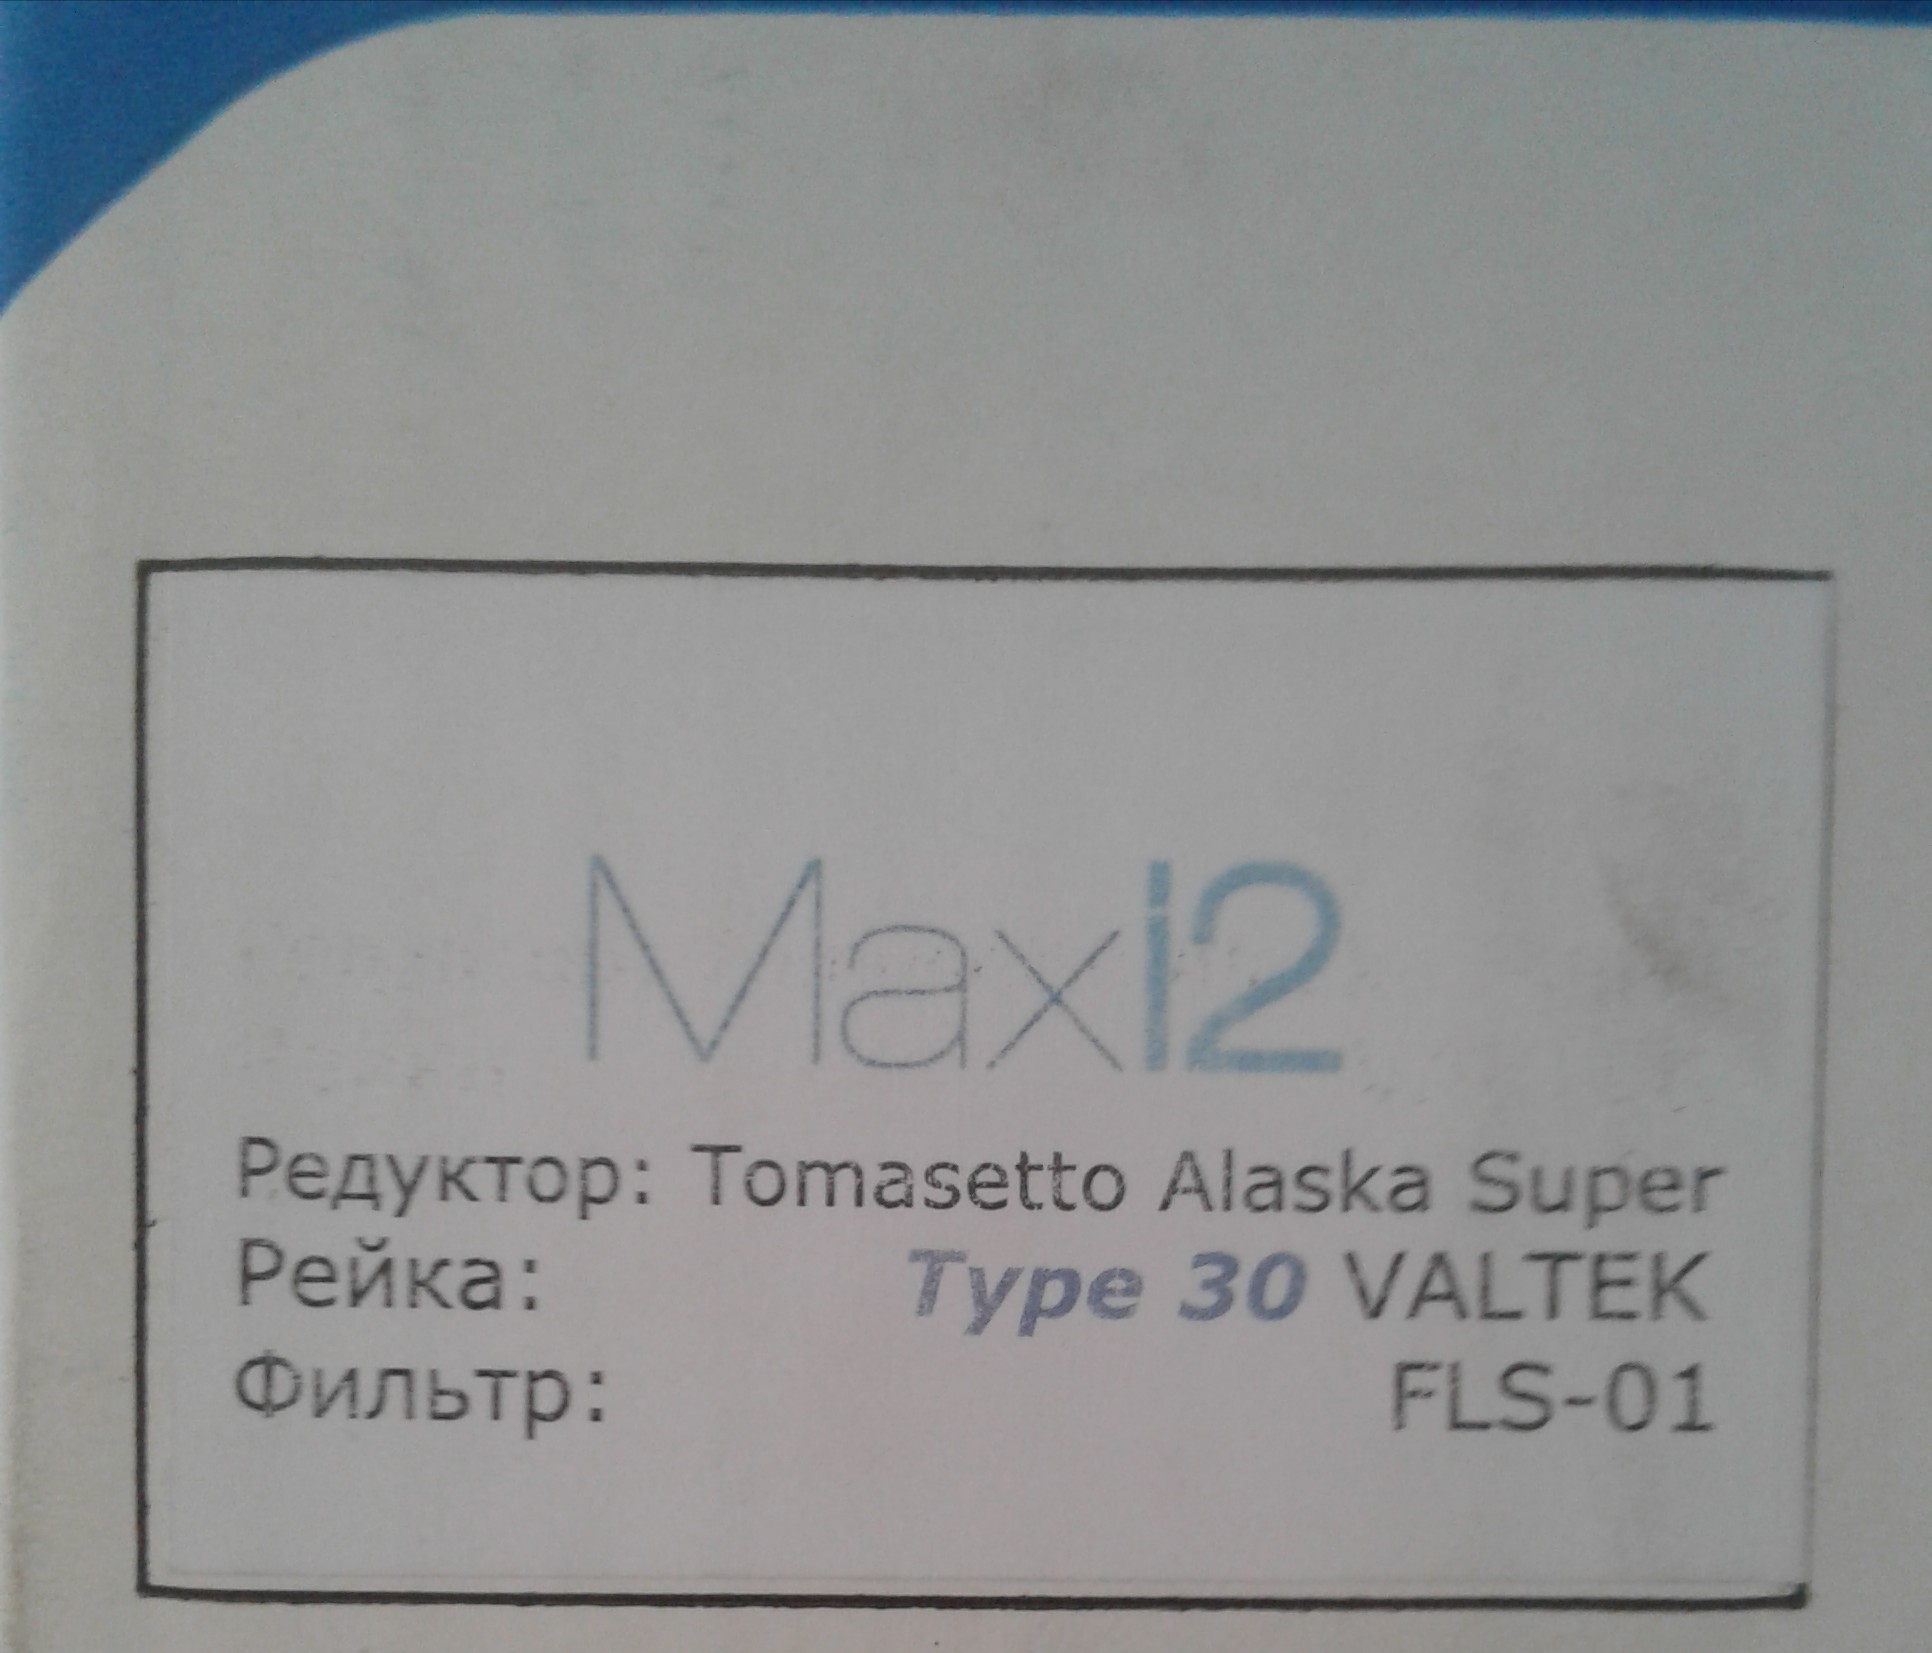 MaxI2
Редуктор: Tomasetto Alaska Super
Рейка: Type 30 VALTEK
Фильтр: FLS-01